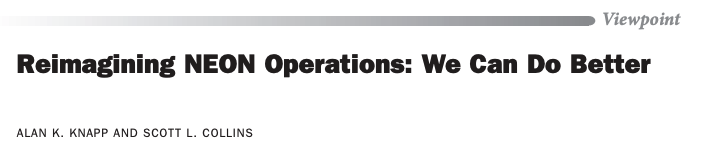 Viewpoint
Reimagining NEON Operations: We Can Do Better
ALAN K. KNAPP AND SCOTT L. COLLINS